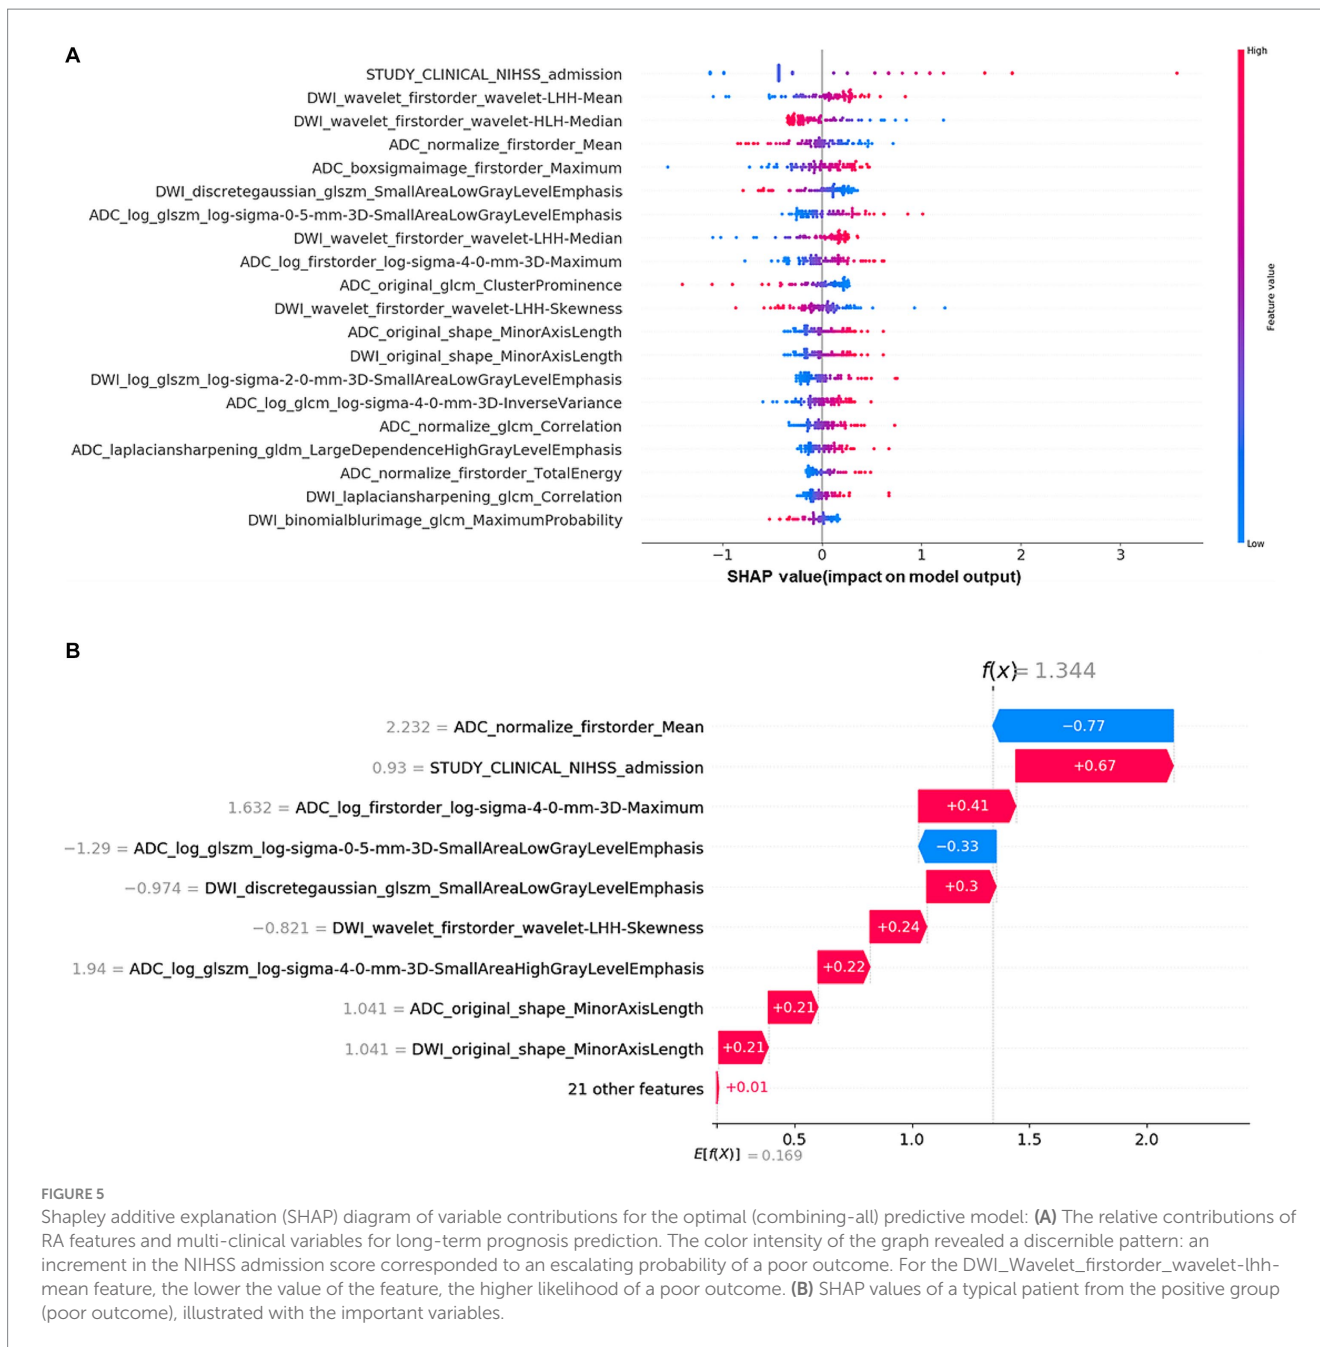 A
High
STUDY_CLINICAL_NIHSS_admission
DWI_wavelet_firstorder_wavelet-LHH-Mean
DWI_wavelet_firstorder_wavelet-HLH-Median
ADC_normalize_firstorder_Mean
ADC_boxsigmaimage_firstorder_Maximum
DWI_discretegaussian_glszm_SmallAreaLowGrayLevelEmphasis
ADC_log_glszm_log-sigma-0-5-mm-3D-SmallAreaLowGrayLevelEmphasis
DWI_wavelet_firstorder_wavelet-LHH-Median
ADC_log_firstorder_log-sigma-4-0-mm-3D-Maximum
ADC_original_glcm_ClusterProminence
DWI_wavelet_firstorder_wavelet-LHH-Skewness
ADC_original_shape_MinorAxisLength
DWI_original_shape_MinorAxisLength
DWI_log_glszm_log-sigma-2-0-mm-3D-SmallAreaLowGrayLevelEmphasis
ADC_log_glcm_log-sigma-4-0-mm-3D-InverseVariance
ADC_normalize_glcm_Correlation
ADC_laplaciansharpening_gldm_LargeDependenceHighGrayLevelEmphasis
ADC_normalize_firstorder_TotalEnergy
DWI_laplaciansharpening_glcm_Correlation
DWI_binomialblurimage_glcm_MaximumProbability
Feature value
Low
−1 0 1 2 3
SHAP value(impact on model output)
B
f(x)= 1.344
2.232 = ADC_normalize_firstorder_Mean −0.77
0.93 = STUDY_CLINICAL_NIHSS_admission +0.67
1.632 = ADC_log_firstorder_log-sigma-4-0-mm-3D-Maximum +0.41
−1.29 = ADC_log_glszm_log-sigma-0-5-mm-3D-SmallAreaLowGrayLevelEmphasis −0.33
−0.974 = DWI_discretegaussian_glszm_SmallAreaLowGrayLevelEmphasis +0.3
−0.821 = DWI_wavelet_firstorder_wavelet-LHH-Skewness +0.24
1.94 = ADC_log_glszm_log-sigma-4-0-mm-3D-SmallAreaHighGrayLevelEmphasis +0.22
1.041 = ADC_original_shape_MinorAxisLength +0.21
1.041 = DWI_original_shape_MinorAxisLength +0.21
21 other features +0.01
0.5 1.0 1.5 2.0
E[f(X)] = 0.169
FIGURE 5
Shapley additive explanation (SHAP) diagram of variable contributions for the optimal (combining-all) predictive model: (A) The relative contributions of
RA features and multi-clinical variables for long-term prognosis prediction. The color intensity of the graph revealed a discernible pattern: an
increment in the NIHSS admission score corresponded to an escalating probability of a poor outcome. For the DWI_Wavelet_firstorder_wavelet-lhh-
mean feature, the lower the value of the feature, the higher likelihood of a poor outcome. (B) SHAP values of a typical patient from the positive group
(poor outcome), illustrated with the important variables.